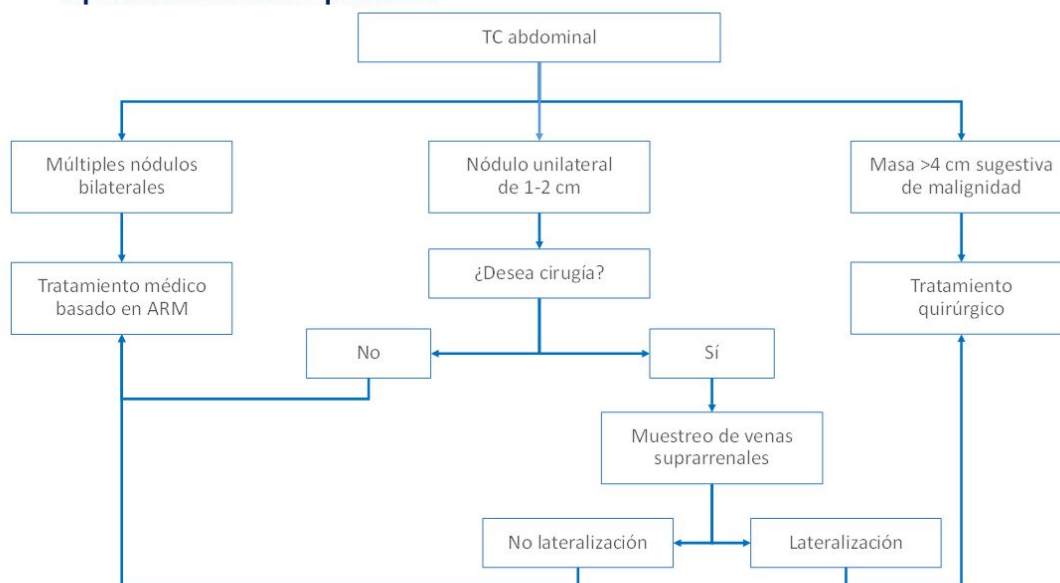 TC abdominal
Múltiples nódulos
bilaterales
Nódulo unilateral
de 1-2 cm
Masa >4 cm sugestiva
de malignidad
¿Desea cirugía?
Tratamiento médico
basado en ARM
Tratamiento
quirúrgico
No
Sí
Muestreo de venas
suprarrenales
No lateralización
Lateralización